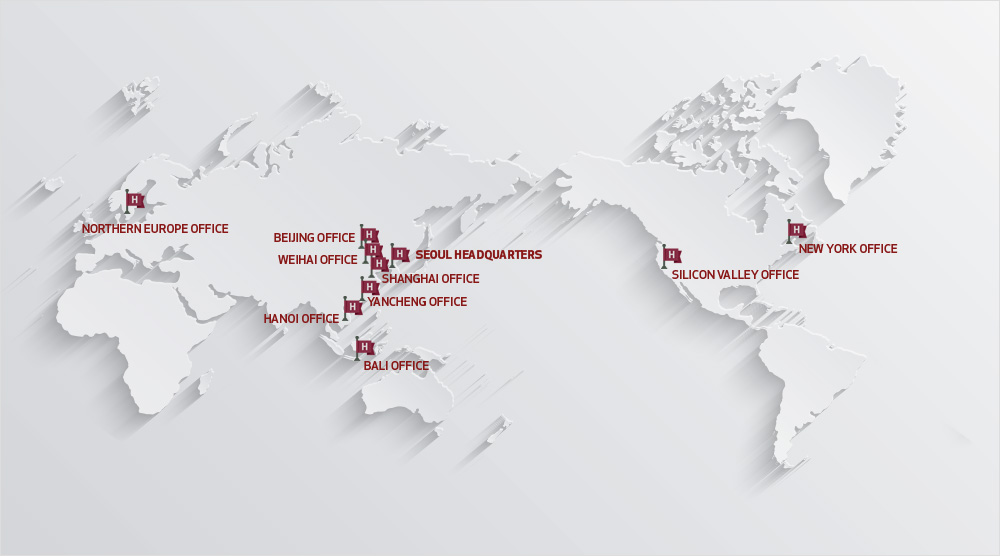 H
NORTHERN EUROPE OFFICE
H
BEIJING OFFICE
H
WEIHAI OFFICE
H
SEOUL HEADQUARTERS
H
SHANGHAI OFFICE
H
YANCHENG OFFICE
H
HANOI OFFICE
H
BALI OFFICE
H
SILICON VALLEY OFFICE
H
NEW YORK OFFICE